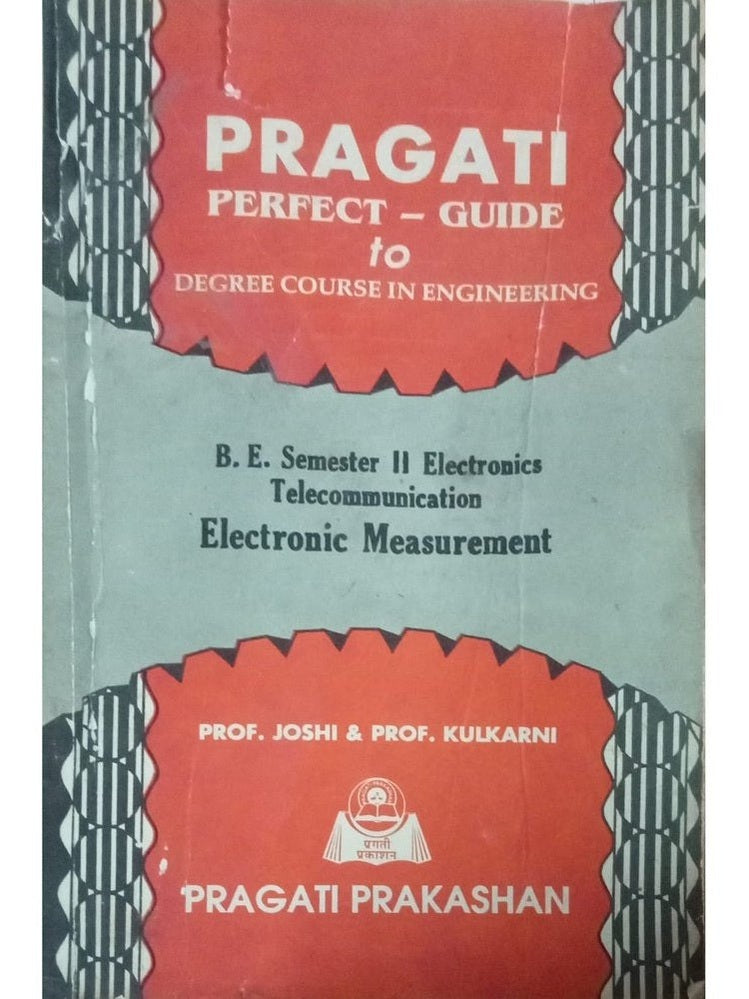 PRAGATI
PERFECT – GUIDE
to
DEGREE COURSE IN ENGINEERING
B. E. Semester II Electronics
Telecommunication
Electronic Measurement
PROF. JOSHI & PROF. KULKARNI
प्रगती
प्रकाशन
PRAGATI PRAKASHAN